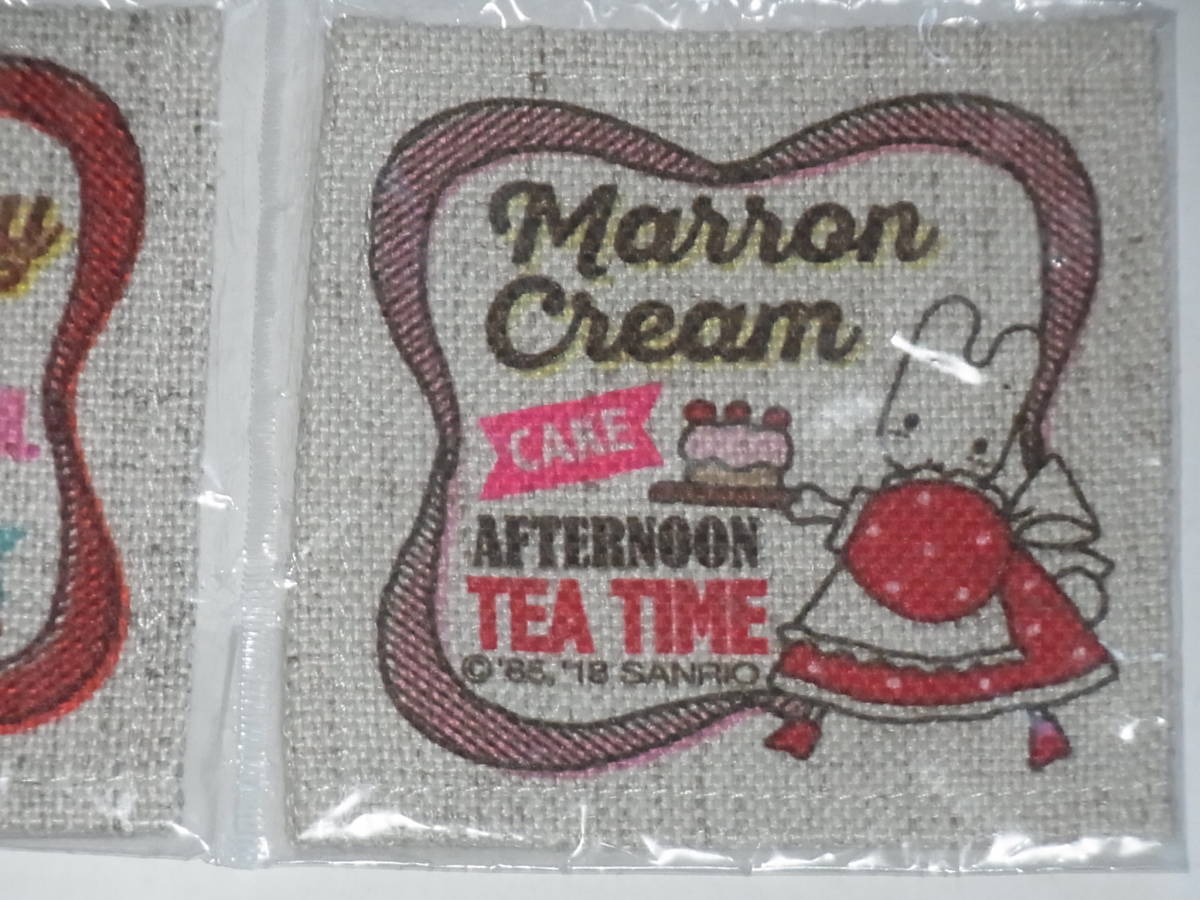 Marron
Cream
CAKE
AFTERNOON
TEA TIME
© '85, '18 SANRIO